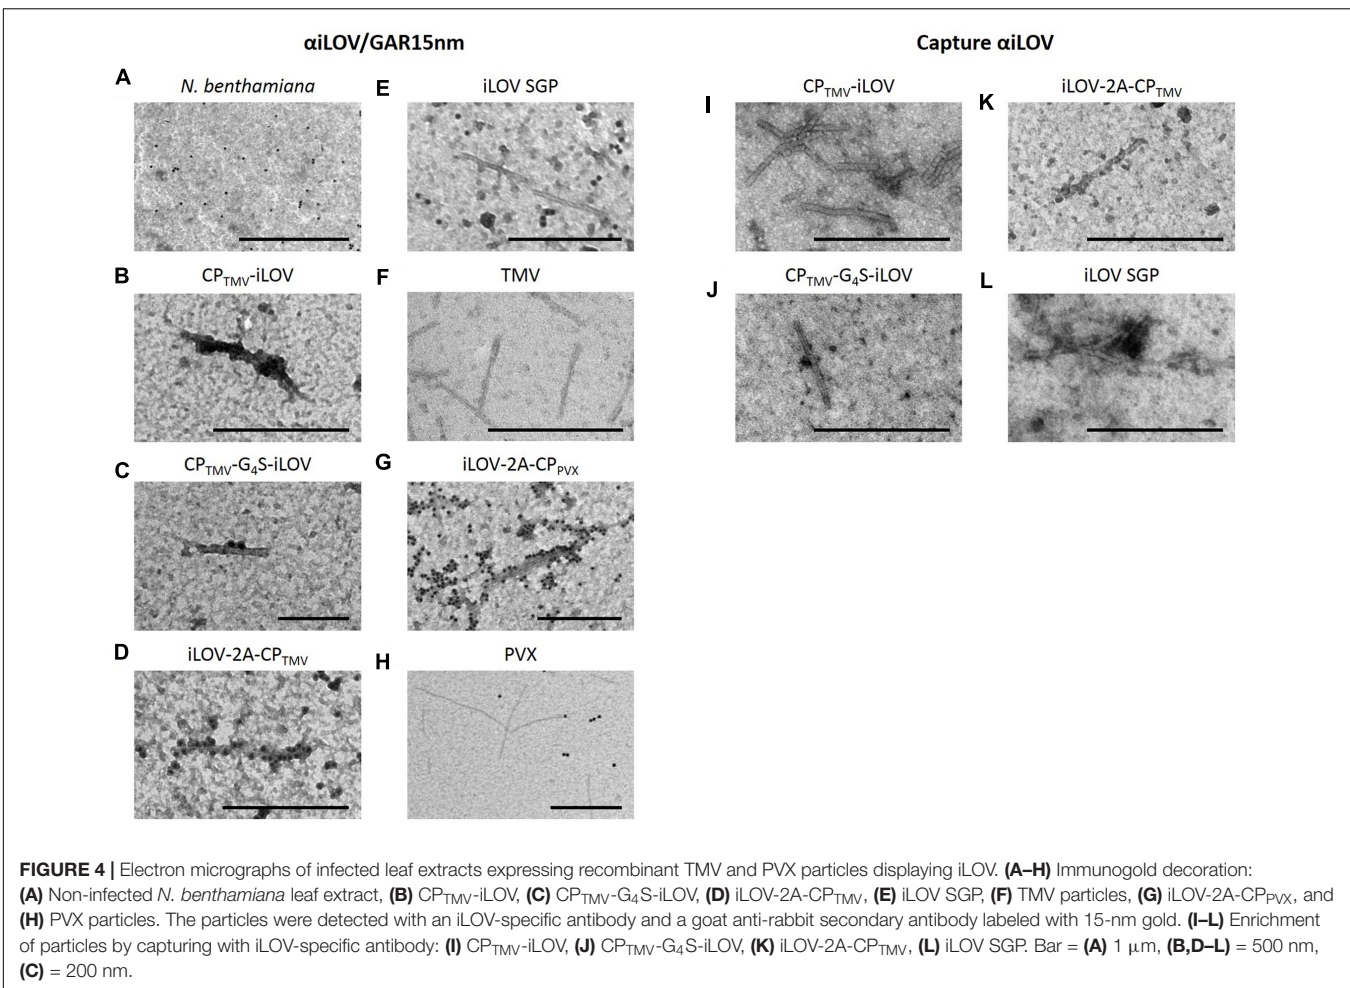 αiLOV/GAR15nm
Capture αiLOV
A N. benthamiana
E iLOV SGP
I CPTMV-iLOV
K iLOV-2A-CPTMV
B CPTMV-iLOV
F TMV
J CPTMV-G4S-iLOV
L iLOV SGP
C CPTMV-G4S-iLOV
G iLOV-2A-CPPVX
D iLOV-2A-CPTMV
H PVX
FIGURE 4 | Electron micrographs of infected leaf extracts expressing recombinant TMV and PVX particles displaying iLOV. (A–H) Immunogold decoration:
(A) Non-infected N. benthamiana leaf extract, (B) CPTMV-iLOV, (C) CPTMV-G4S-iLOV, (D) iLOV-2A-CPTMV, (E) iLOV SGP, (F) TMV particles, (G) iLOV-2A-CPPVX, and
(H) PVX particles. The particles were detected with an iLOV-specific antibody and a goat anti-rabbit secondary antibody labeled with 15-nm gold. (I–L) Enrichment
of particles by capturing with iLOV-specific antibody: (I) CPTMV-iLOV, (J) CPTMV-G4S-iLOV, (K) iLOV-2A-CPTMV, (L) iLOV SGP. Bar = (A) 1 μm, (B,D–L) = 500 nm,
(C) = 200 nm.